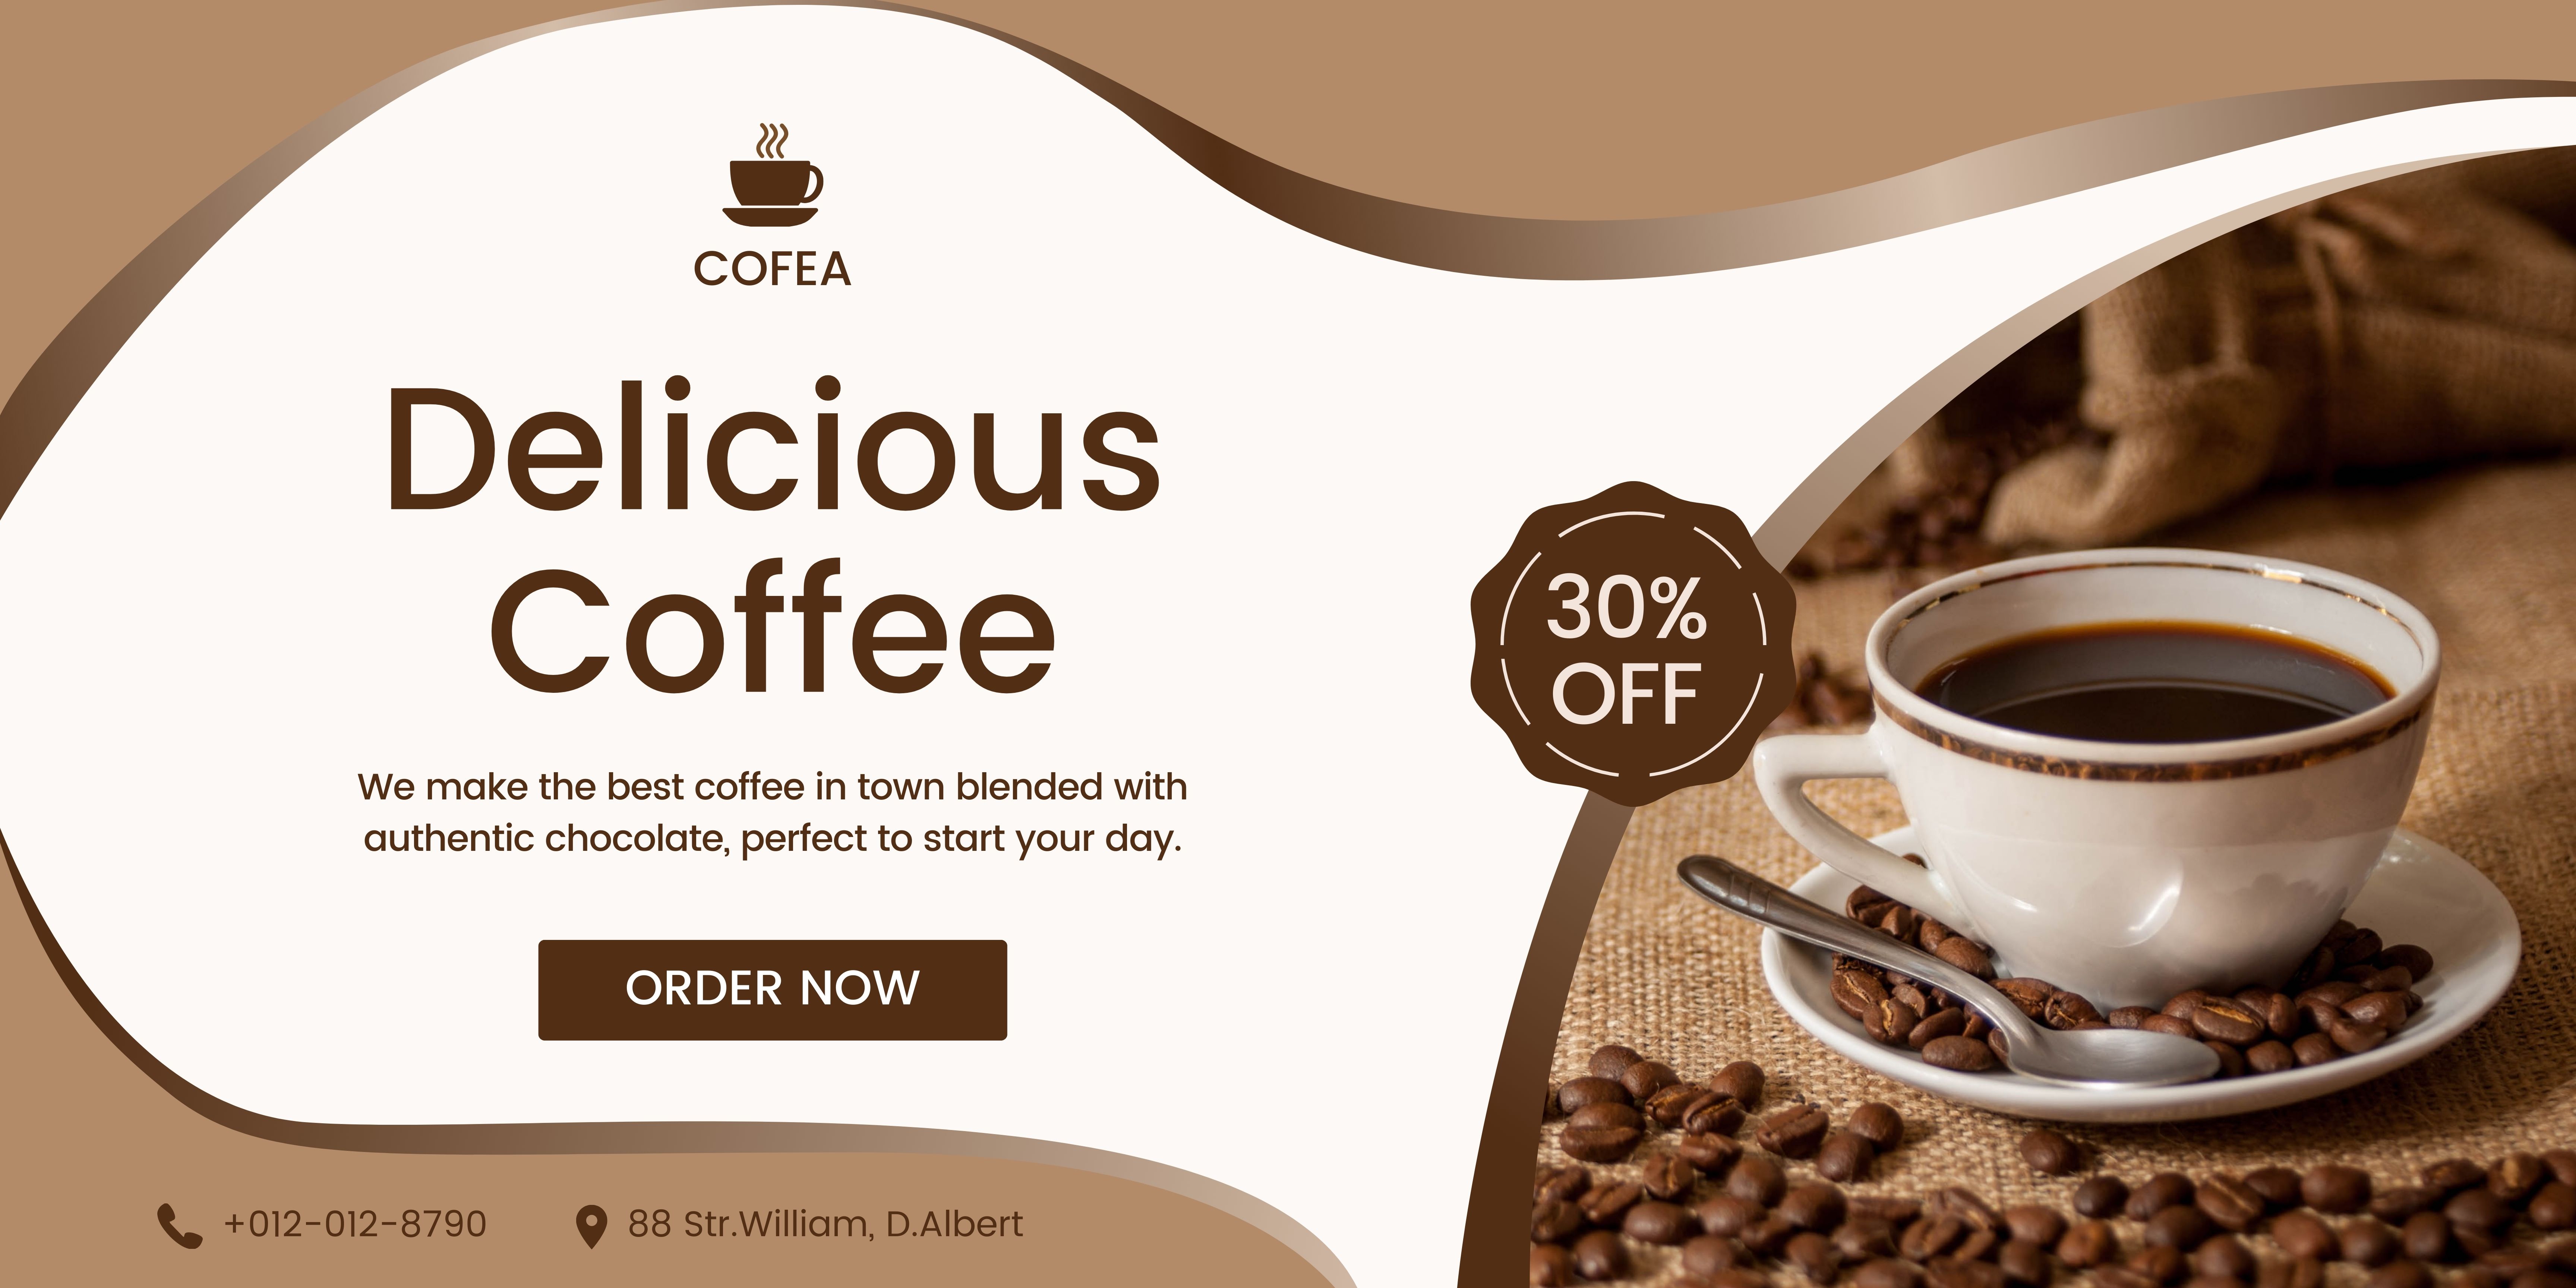 COFEA
Delicious
Coffee
We make the best coffee in town blended with
authentic chocolate, perfect to start your day.
ORDER NOW
30%
OFF
+012-012-8790
88 Str.William, D.Albert